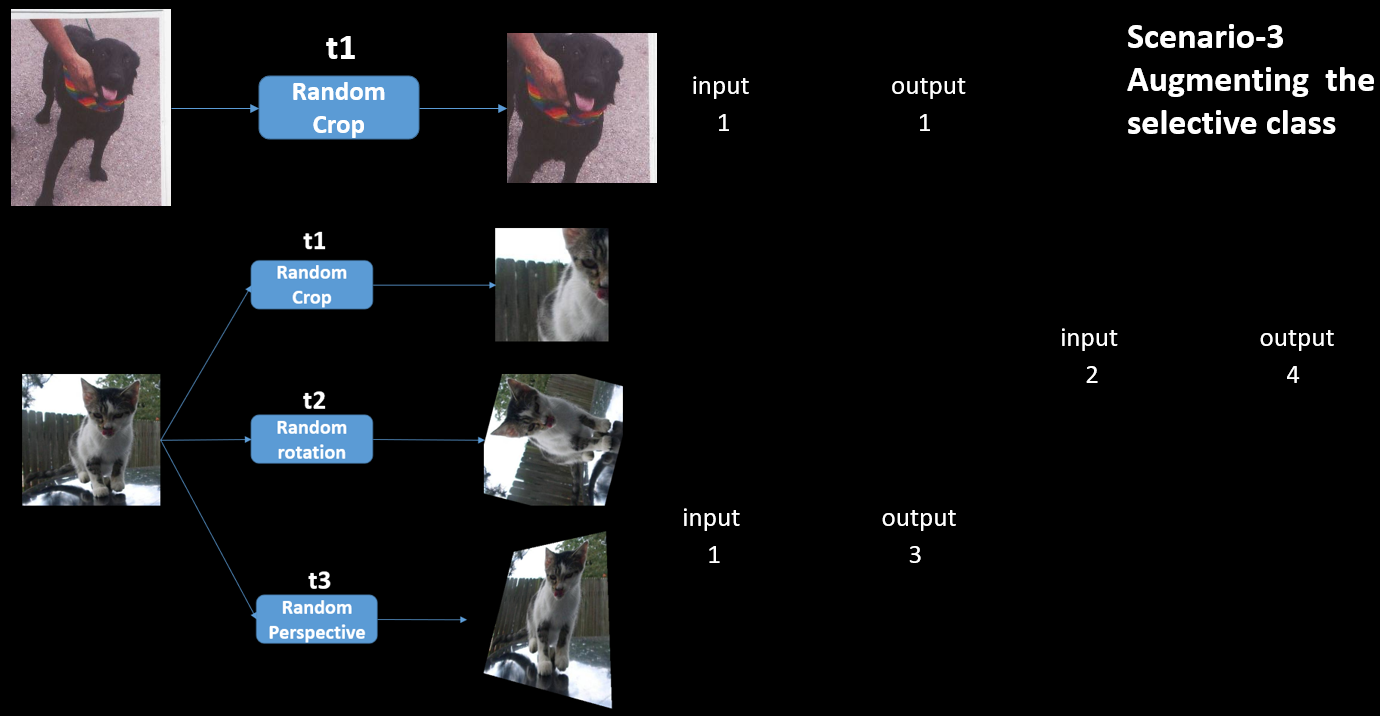 Scenario-3
Augmenting the
selective class
t1
Random
Crop
input output
1 1
t1
Random
Crop
t2
Random
rotation
t3
Random
Perspective
input output
1 3
input output
2 4